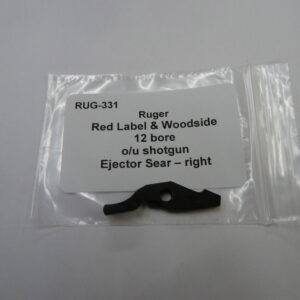 RUG-331
Ruger
Red Label & Woodside
12 bore
o/u shotgun
Ejector Sear – right